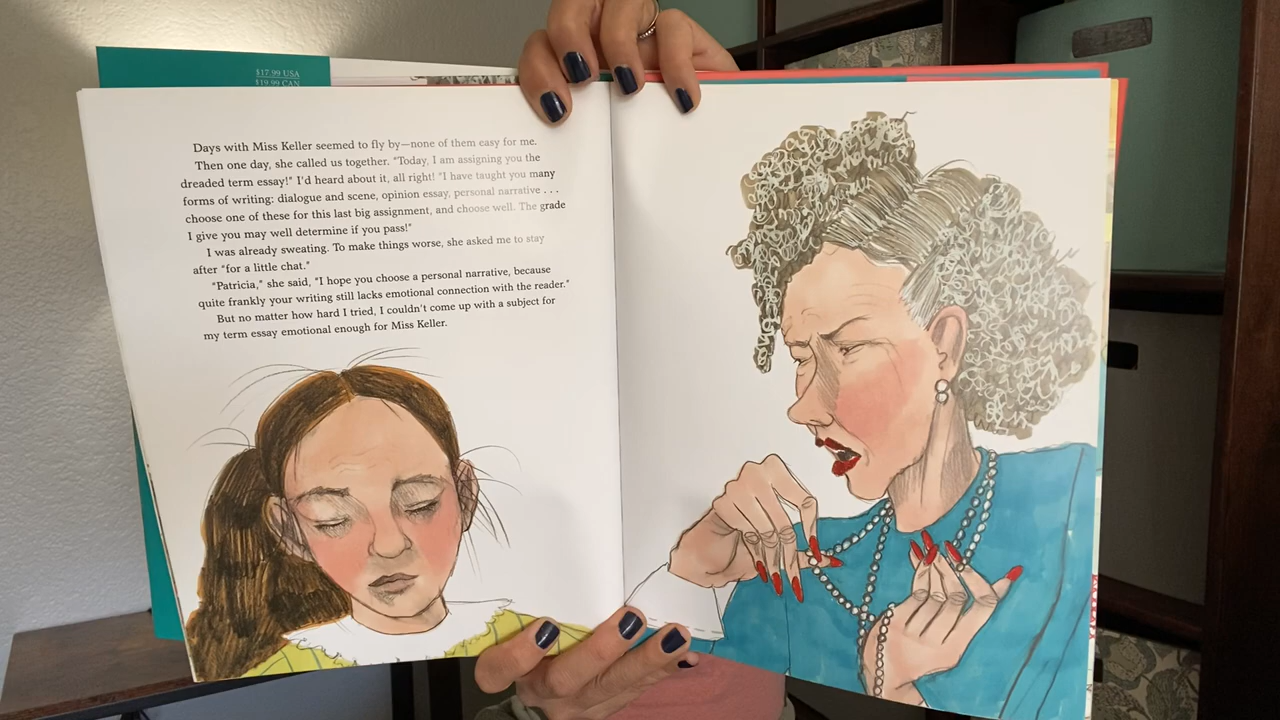 $17.99 USA
$19.99 CAN
Days with Miss Keller seemed to fly by—none of them easy for me.
Then one day, she called us together. "Today, I am assigning you the
dreaded term essay!" I'd heard about it, all right! "I have taught you many
forms of writing: dialogue and scene, opinion essay, personal narrative . . .
choose one of these for this last big assignment, and choose well. The grade
I give you may well determine if you pass!"
I was already sweating. To make things worse, she asked me to stay
after "for a little chat."
"Patricia," she said, "I hope you choose a personal narrative, because
quite frankly your writing still lacks emotional connection with the reader."
But no matter how hard I tried, I couldn't come up with a subject for
my term essay emotional enough for Miss Keller.